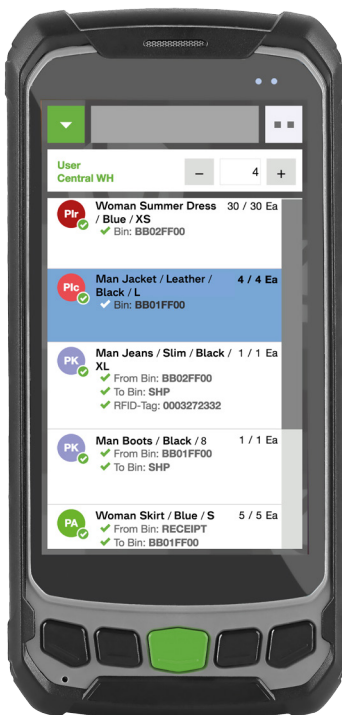 User
Central WH
− 4 +
PIr
Woman Summer Dress 30 / 30 Ea
/ Blue / XS
Bin: BB02FF00
PIc
Man Jacket / Leather / 4 / 4 Ea
Black / L
Bin: BB01FF00
PK
Man Jeans / Slim / Black / 1 / 1 Ea
XL
From Bin: BB02FF00
To Bin: SHP
RFID-Tag: 0003272332
PK
Man Boots / Black / 8 1 / 1 Ea
From Bin: BB01FF00
To Bin: SHP
PA
Woman Skirt / Blue / S 5 / 5 Ea
From Bin: RECEIPT
To Bin: BB01FF00